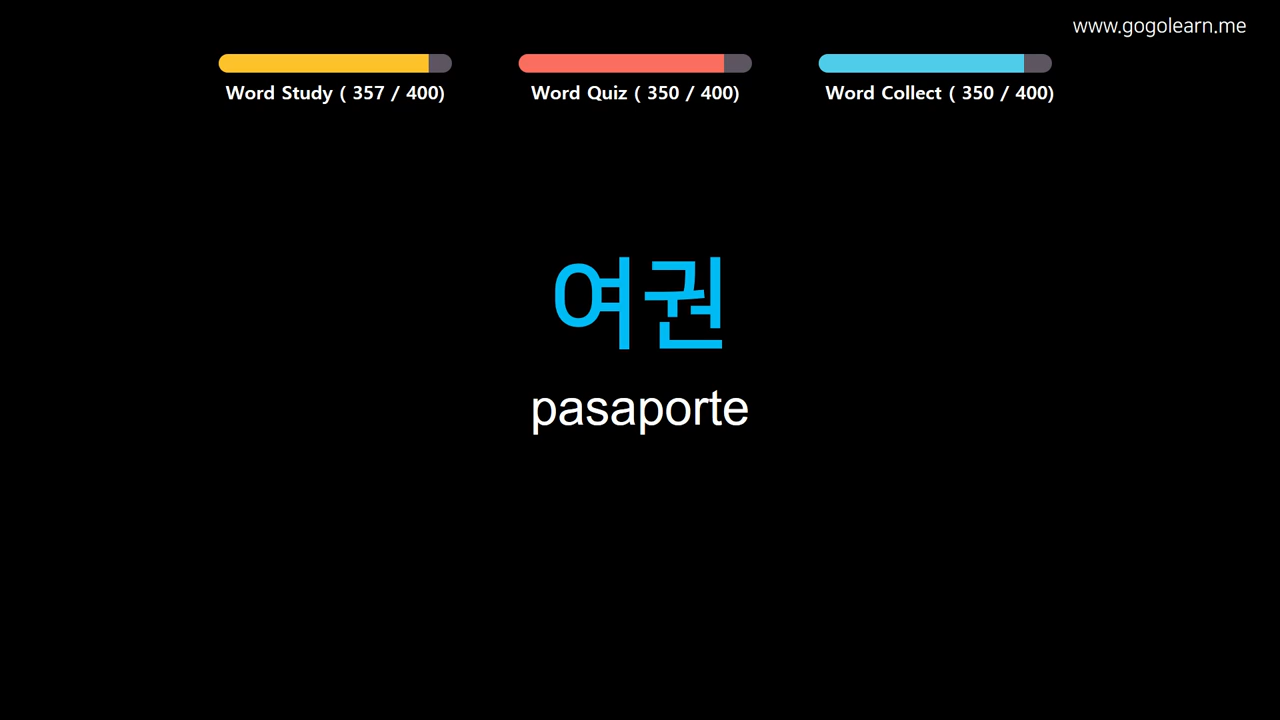 www.gogolearn.me
Word Study ( 357 / 400)
Word Quiz ( 350 / 400)
Word Collect ( 350 / 400)
여권
pasaporte